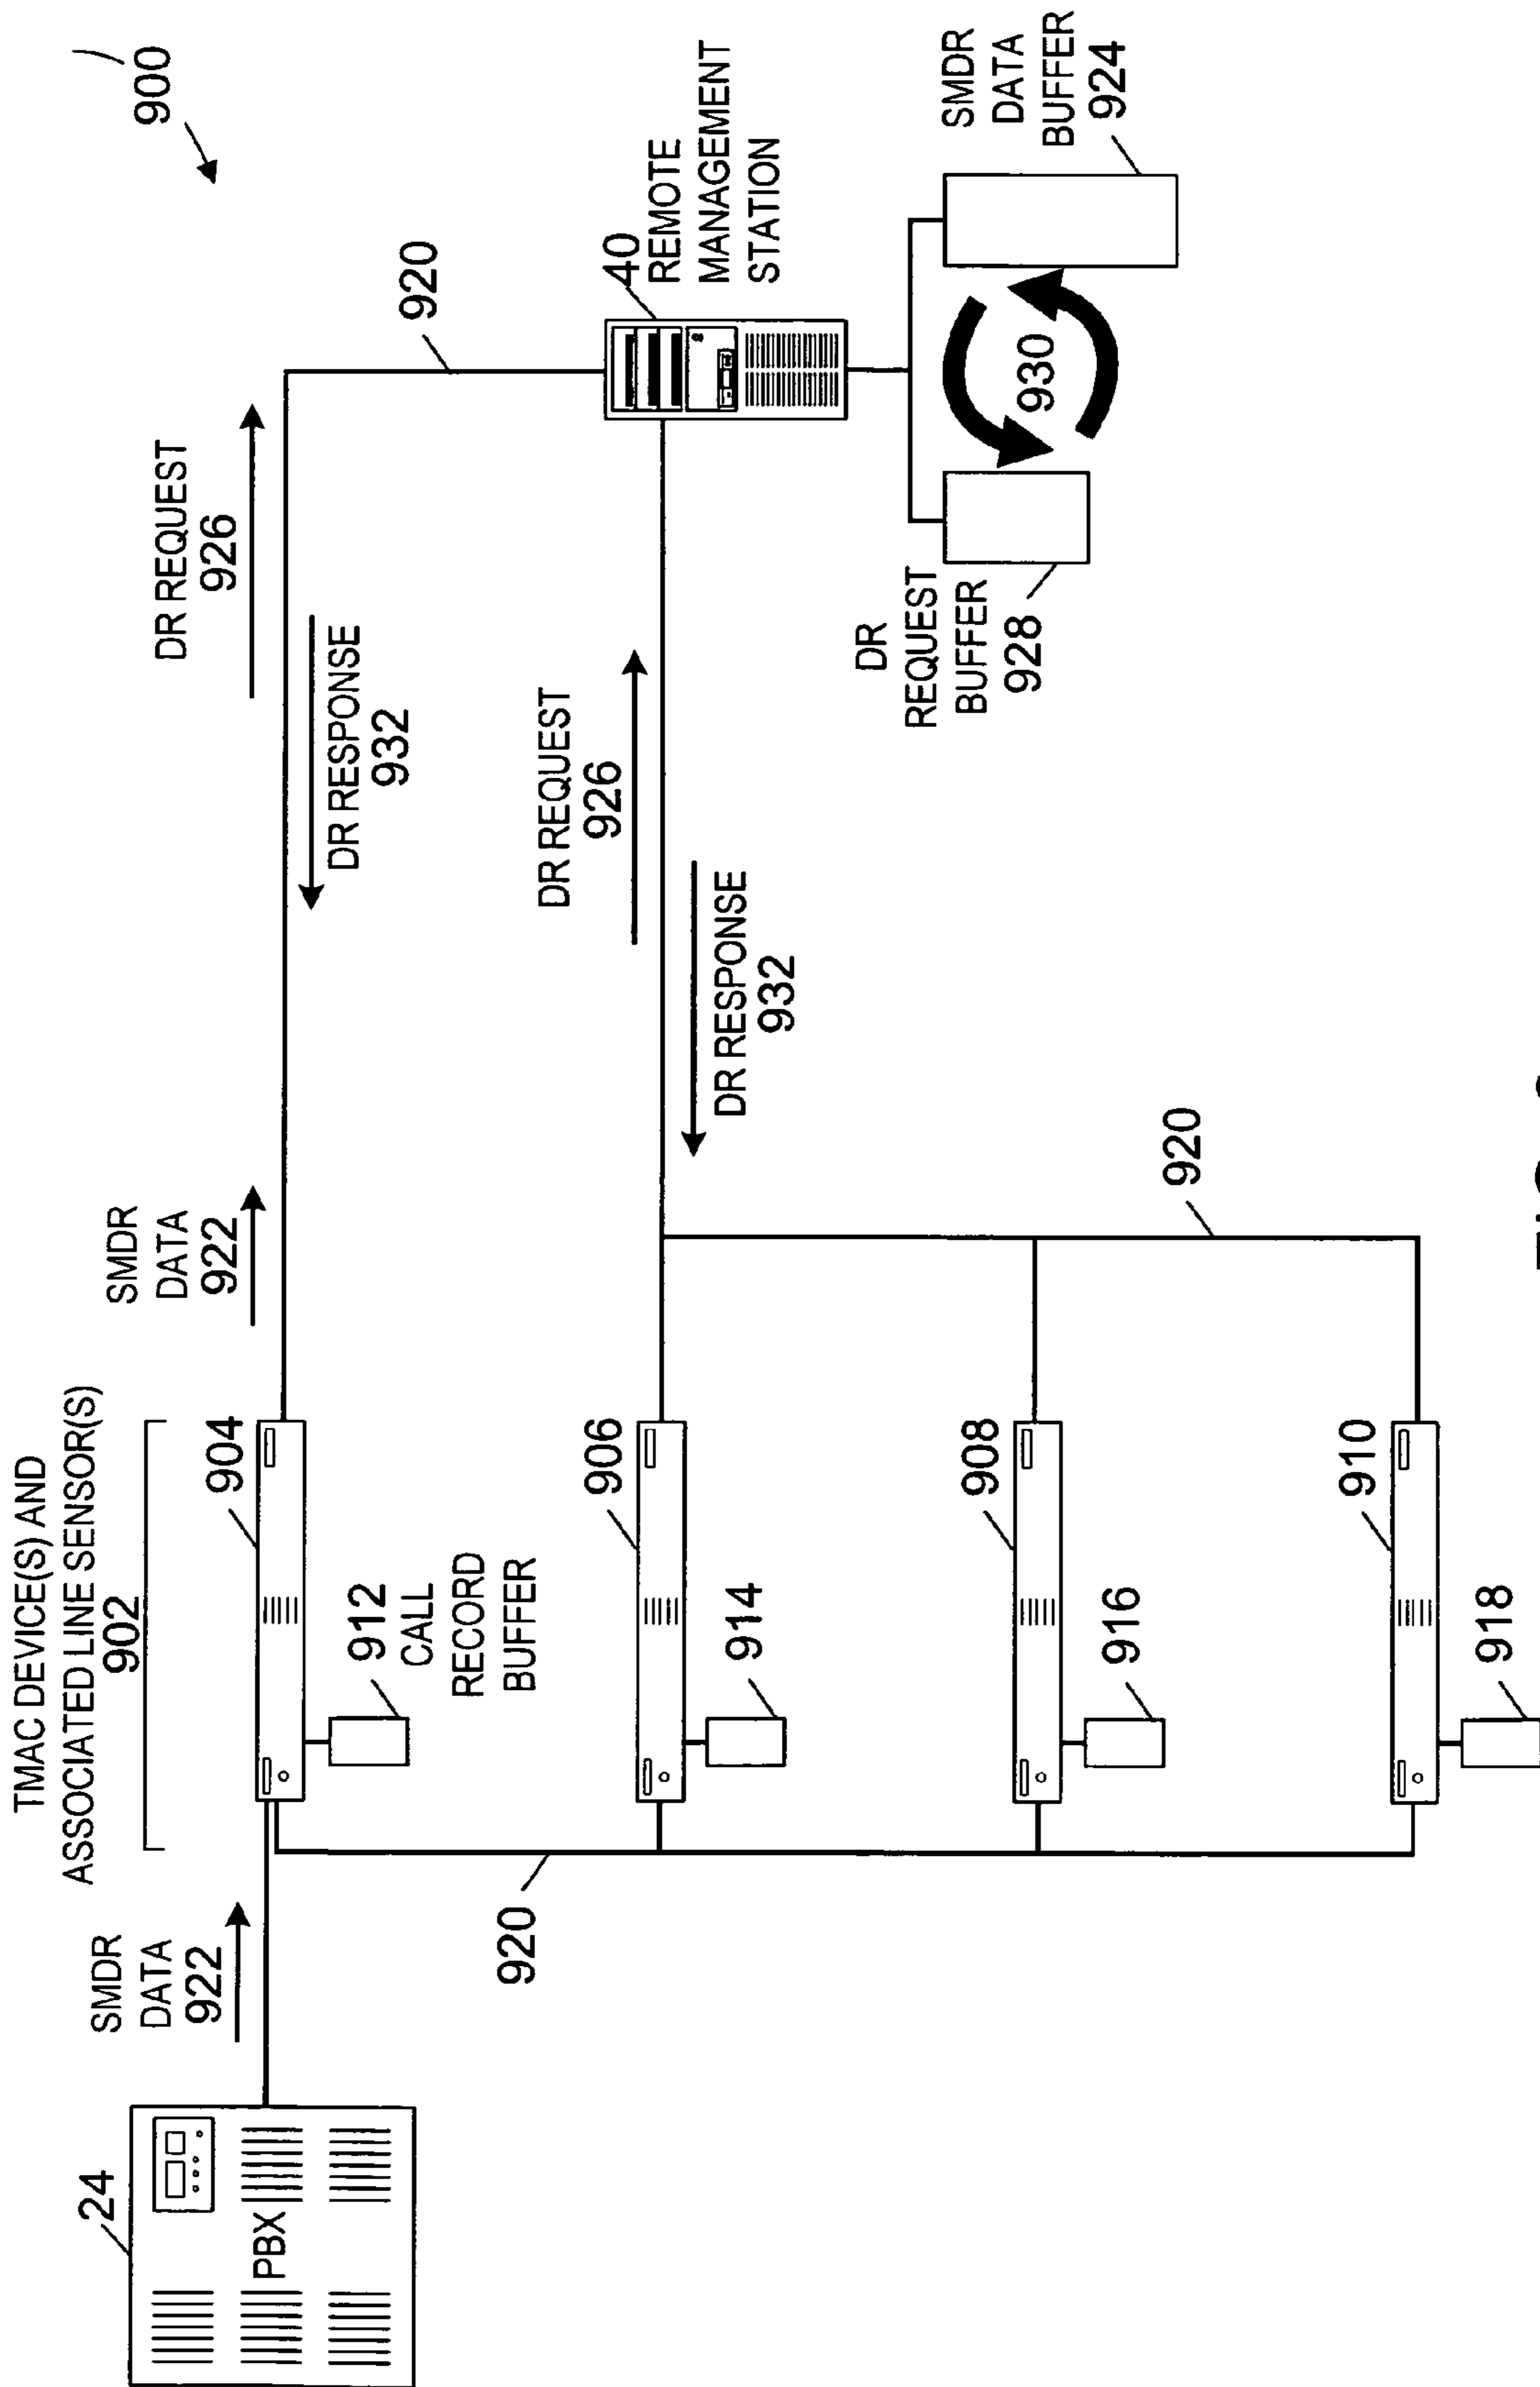 900
TMAC DEVICE(S) AND
ASSOCIATED LINE SENSOR(S)
902
24
PBX
SMDR
DATA
922
904
SMDR
DATA
922
DR REQUEST
926
DR RESPONSE
932
920
40
REMOTE
MANAGEMENT
STATION
912
CALL
RECORD
BUFFER
906
DR REQUEST
926
DR RESPONSE
932
914
920
908
916
920
910
918
DR
REQUEST
BUFFER
928
930
SMDR
DATA
BUFFER
924